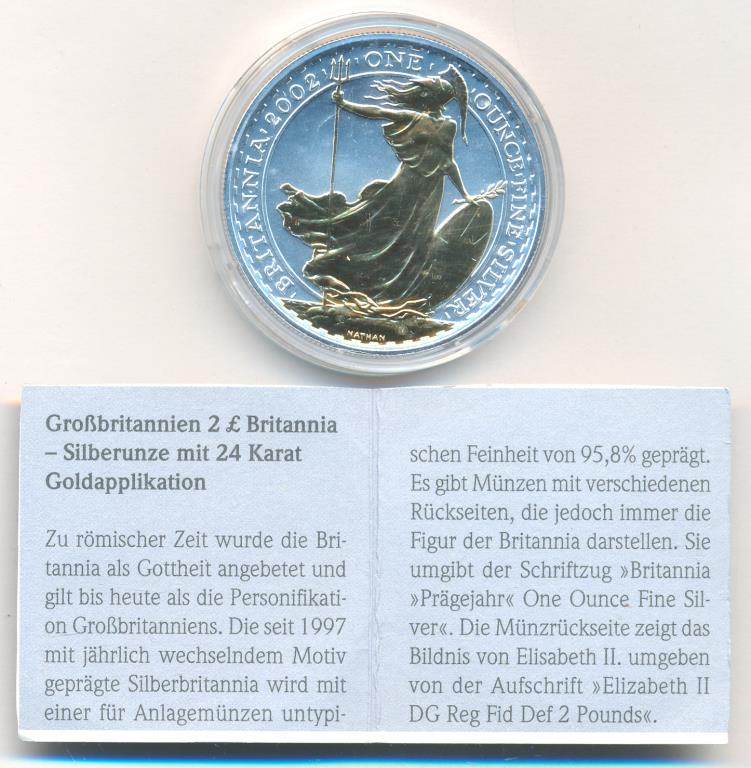 BRITANNIA · 2002 · ONE OUNCE · FINE · SILVER ·
NATHAN
Großbritannien 2 £ Britannia
– Silberunze mit 24 Karat
Goldapplikation
Zu römischer Zeit wurde die Bri-
tannia als Gottheit angebetet und
gilt bis heute als die Personifikati-
on Großbritanniens. Die seit 1997
mit jährlich wechselndem Motiv
geprägte Silberbritannia wird mit
einer für Anlagemünzen untypi-
schen Feinheit von 95,8% geprägt.
Es gibt Münzen mit verschiedenen
Rückseiten, die jedoch immer die
Figur der Britannia darstellen. Sie
umgibt der Schriftzug »Britannia
»Prägejahr« One Ounce Fine Sil-
ver«. Die Münzrückseite zeigt das
Bildnis von Elisabeth II. umgeben
von der Aufschrift »Elizabeth II
DG Reg Fid Def 2 Pounds«.